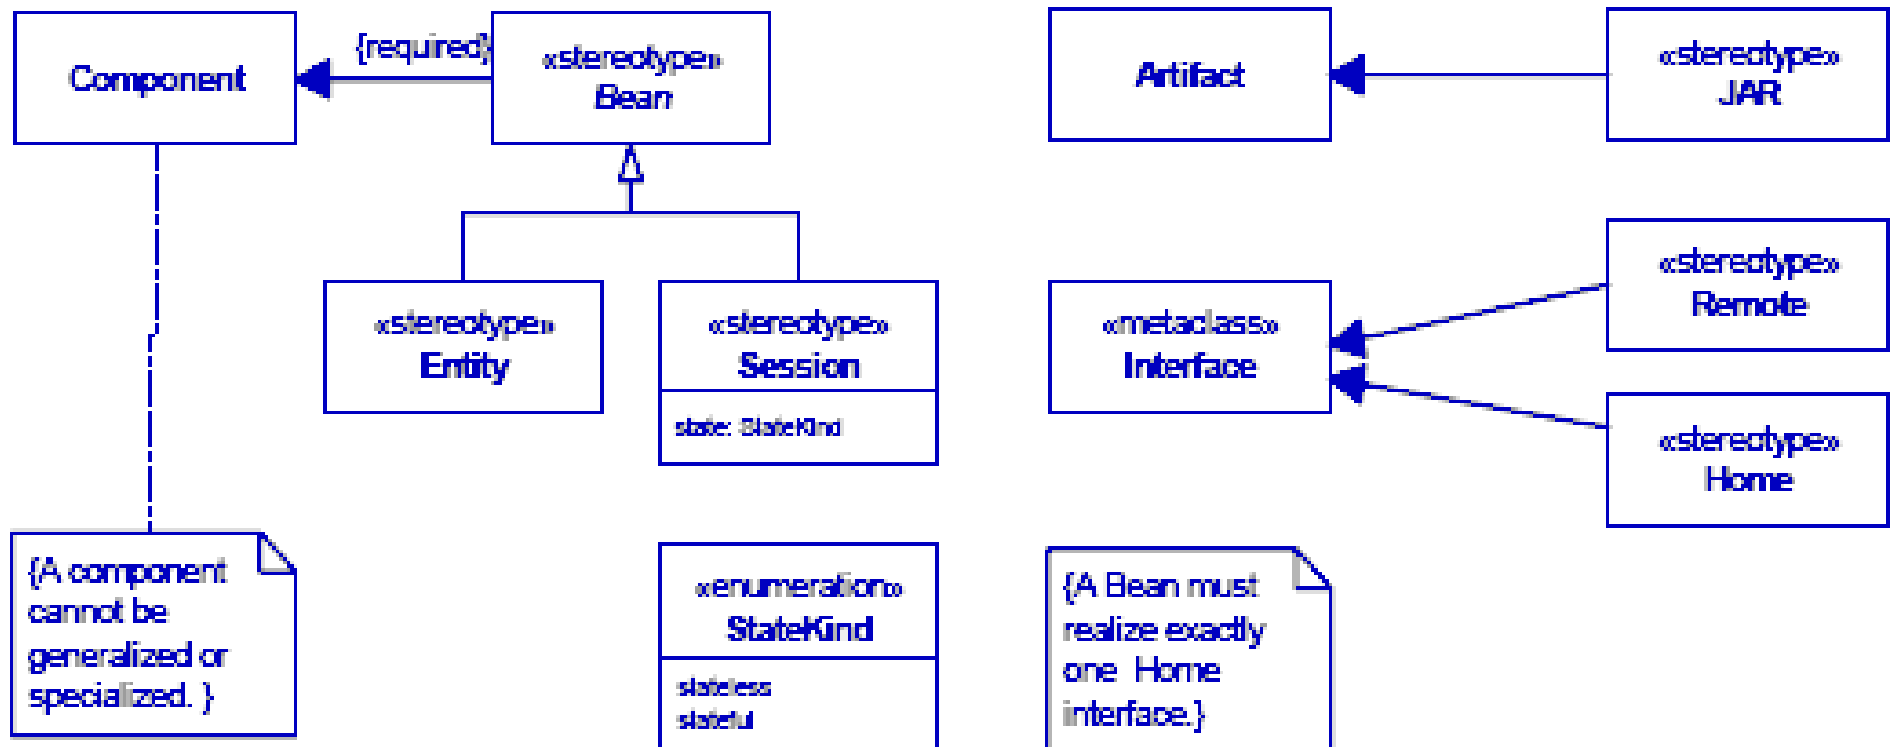 Component
{required}
«stereotype»
Bean
Artifact
«stereotype»
JAR
«stereotype»
Entity
«stereotype»
Session
state: StateKind
«metaclass»
Interface
«stereotype»
Remote
«stereotype»
Home
{A component
cannot be
generalized or
specialized. }
«enumeration»
StateKind
stateless
stateful
{A Bean must
realize exactly
one Home
interface.}